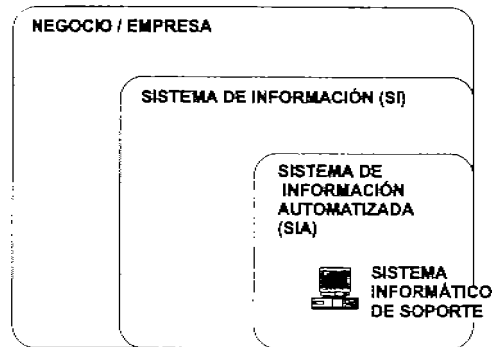 NEGOCIO / EMPRESA
SISTEMA DE INFORMACIÓN (SI)
SISTEMA DE
INFORMACIÓN
AUTOMATIZADA
(SIA)
SISTEMA
INFORMÁTICO
DE SOPORTE